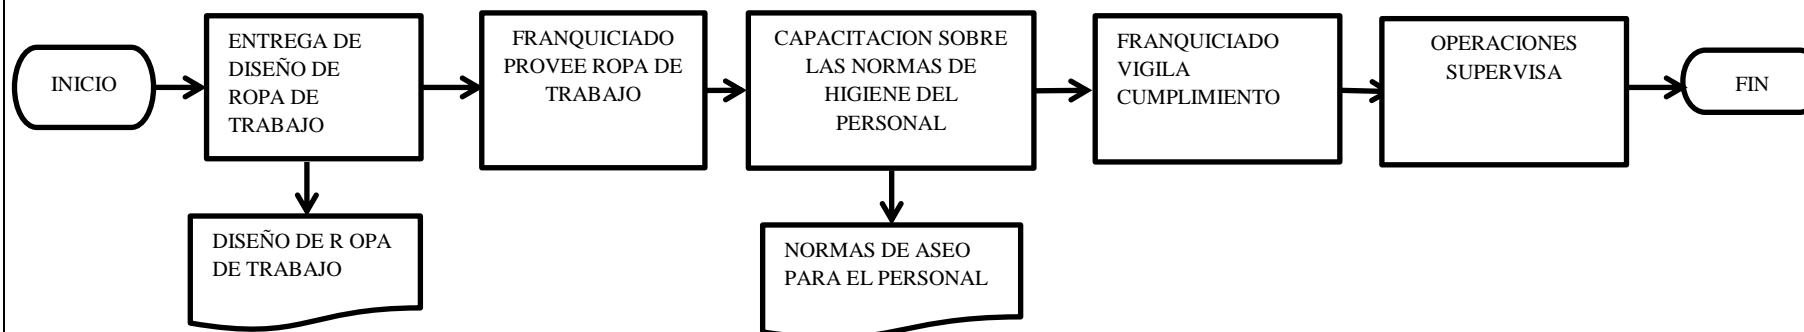 INICIO
ENTREGA DE
DISEÑO DE
ROPA DE
TRABAJO
FRANQUICIADO
PROVEE ROPA DE
TRABAJO
CAPACITACION SOBRE
LAS NORMAS DE
HIGIENE DEL
PERSONAL
FRANQUICIADO
VIGILA
CUMPLIMIENTO
OPERACIONES
SUPERVISA
FIN
DISEÑO DE R OPA
DE TRABAJO
NORMAS DE ASEO
PARA EL PERSONAL